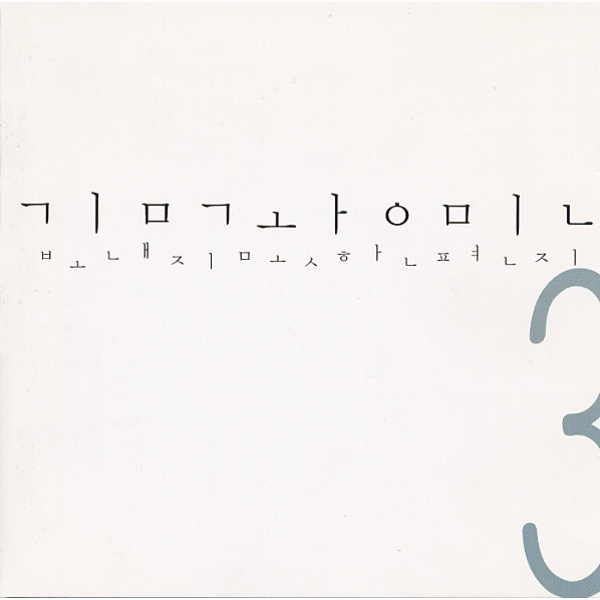 ㄱㅣㅁㄱㅗㅏㅇㅁㅣㄴ
ㅂㅗㄴㅐㅈㅣㅁㅗㅅㅎㅏㄴㅍㅕㄴㅈㅣ
3